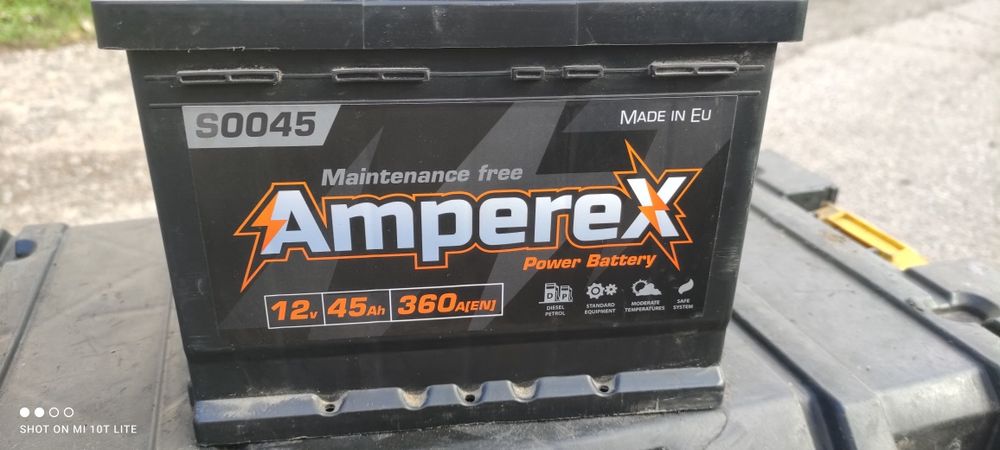 S0045
MADE IN EU
Maintenance free
AmpereX
Power Battery
12v 45Ah 360A[EN]
D P
DIESEL PETROL
STANDARD EQUIPMENT
MODERATE TEMPERATURES
SAFE SYSTEM
SHOT ON MI 10T LITE